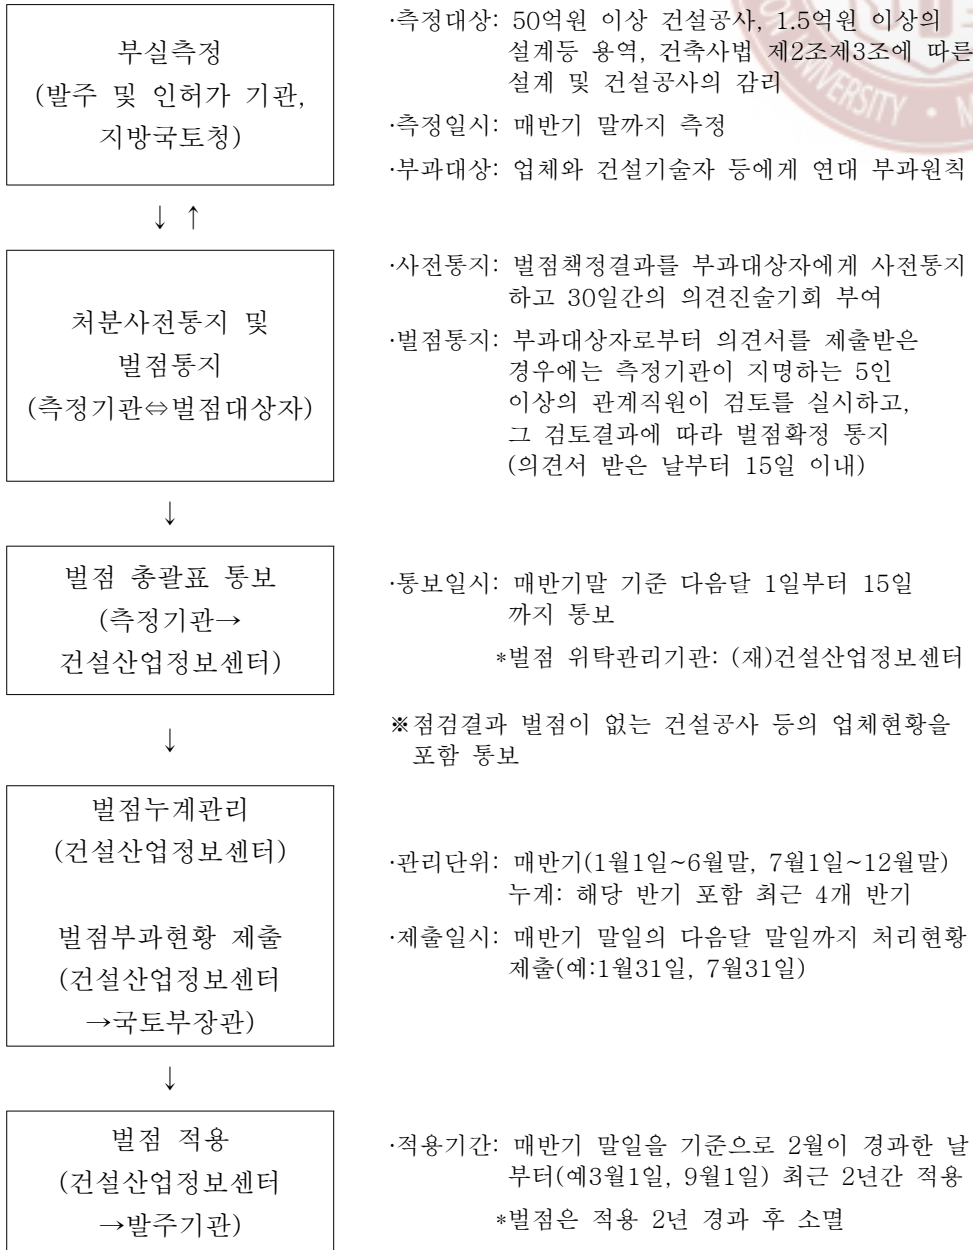 부실측정
(발주 및 인허가 기관,
지방국토청)
·측정대상: 50억원 이상 건설공사, 1.5억원 이상의
설계등 용역, 건축사법 제2조제3조에 따른
설계 및 건설공사의 감리
·측정일시: 매반기 말까지 측정
·부과대상: 업체와 건설기술자 등에게 연대 부과원칙
↓ ↑
처분사전통지 및
벌점통지
(측정기관⇔벌점대상자)
·사전통지: 벌점책정결과를 부과대상자에게 사전통지
하고 30일간의 의견진술기회 부여
·벌점통지: 부과대상자로부터 의견서를 제출받은
경우에는 측정기관이 지명하는 5인
이상의 관계직원이 검토를 실시하고,
그 검토결과에 따라 벌점확정 통지
(의견서 받은 날부터 15일 이내)
↓
벌점 총괄표 통보
(측정기관→
건설산업정보센터)
·통보일시: 매반기말 기준 다음달 1일부터 15일
까지 통보
*벌점 위탁관리기관: (재)건설산업정보센터
※점검결과 벌점이 없는 건설공사 등의 업체현황을
포함 통보
↓
벌점누계관리
(건설산업정보센터)
벌점부과현황 제출
(건설산업정보센터
→국토부장관)
·관리단위: 매반기(1월1일~6월말, 7월1일~12월말)
누계: 해당 반기 포함 최근 4개 반기
·제출일시: 매반기 말일의 다음달 말일까지 처리현황
제출(예:1월31일, 7월31일)
↓
벌점 적용
(건설산업정보센터
→발주기관)
·적용기간: 매반기 말일을 기준으로 2월이 경과한 날
부터(예3월1일, 9월1일) 최근 2년간 적용
*벌점은 적용 2년 경과 후 소멸